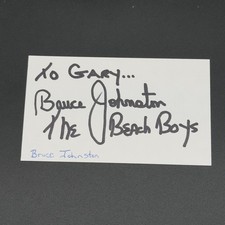 To Gary...
Bruce Johnston
The Beach Boys
Bruce Johnston